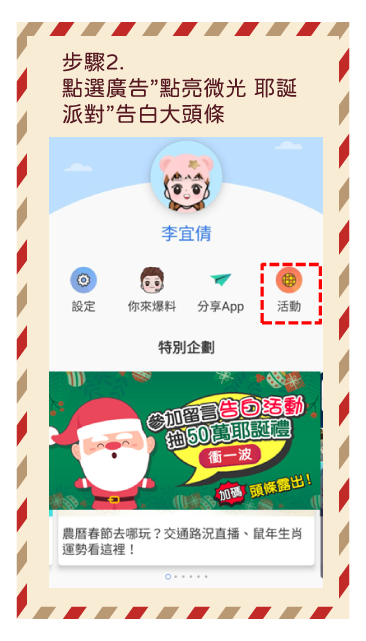 步驟2.
點選廣告”點亮微光 耶誕
派對”告白大頭條
李宜倩
設定 你來爆料 分享App 活動
特別企劃
參加留言告白活動
抽50萬耶誕禮
衝一波
加碼 頭條露出！
農曆春節去哪玩？交通路況直播、鼠年生肖
運勢看這裡！